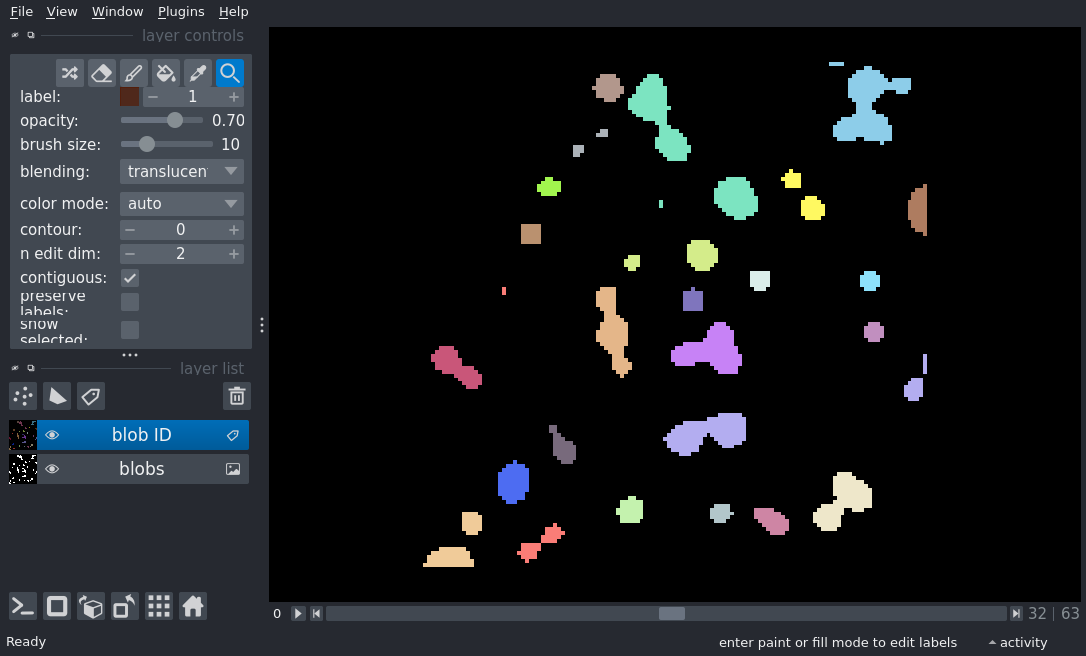 File View Window Plugins Help
layer controls
label: 1
opacity: 0.70
brush size: 10
blending: translucen
color mode: auto
contour: 0
n edit dim: 2
contiguous:
preserve
labels:
show
selected:
layer list
blob ID
blobs
0 32 63
Ready enter paint or fill mode to edit labels activity